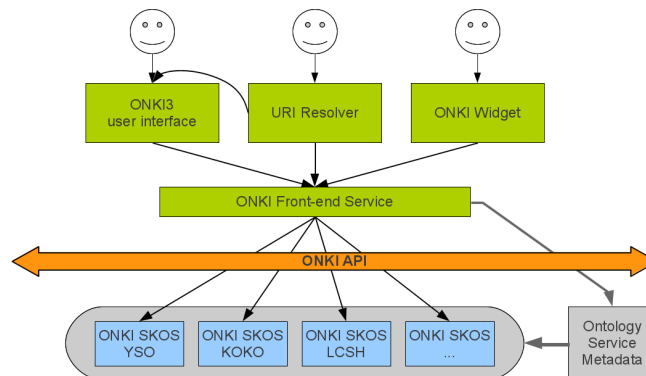 ONKI3
user interface
URI Resolver
ONKI Widget
ONKI Front-end Service
ONKI API
ONKI SKOS
YSO
ONKI SKOS
KOKO
ONKI SKOS
LCSH
ONKI SKOS
...
Ontology
Service
Metadata